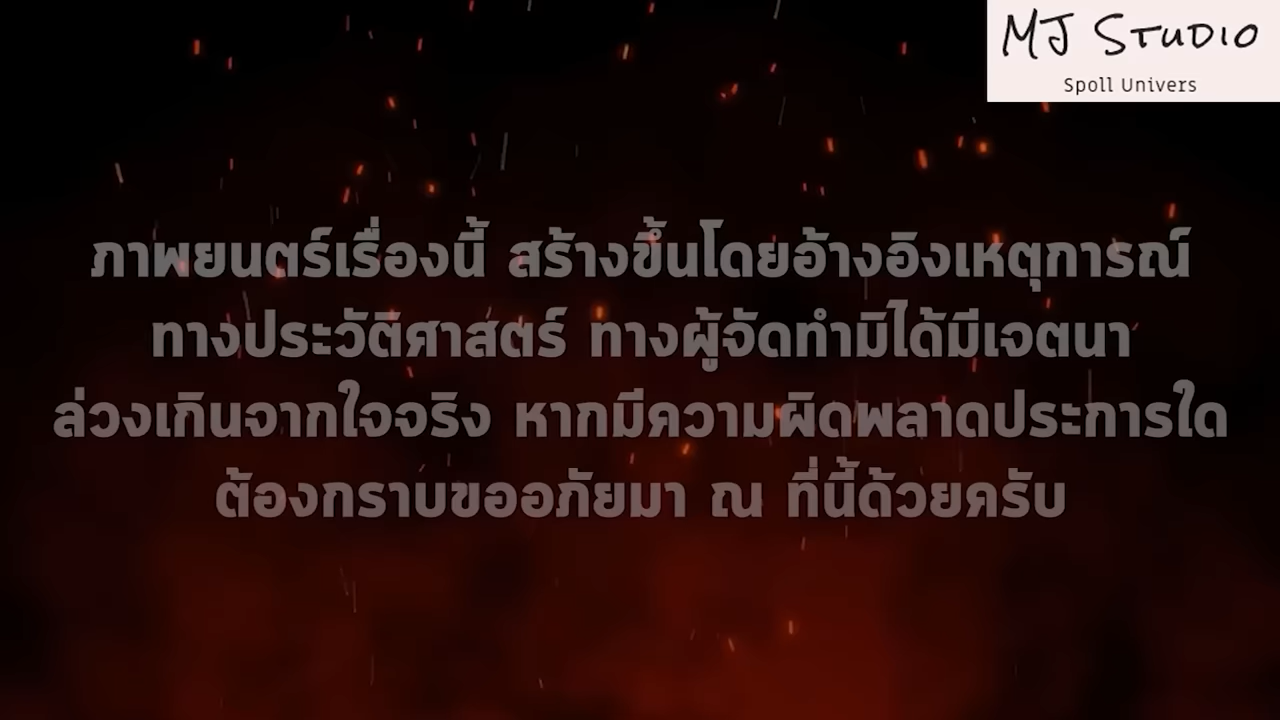 MJ STUDIO
Spoll Univers
ภาพยนตร์เรื่องนี้ สร้างขึ้นโดยอ้างอิงเหตุการณ์
ทางประวัติศาสตร์ ทางผู้จัดทำมิได้มีเจตนา
ล่วงเกินจากใจจริง หากมีความผิดพลาดประการใด
ต้องกราบขออภัยมา ณ ที่นี้ด้วยครับ